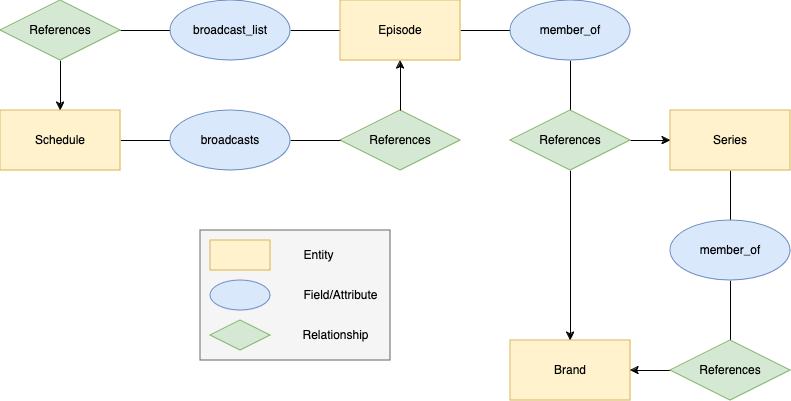 References
broadcast_list
Episode
member_of
Schedule
broadcasts
References
References
Series
member_of
Entity
Field/Attribute
Relationship
Brand
References